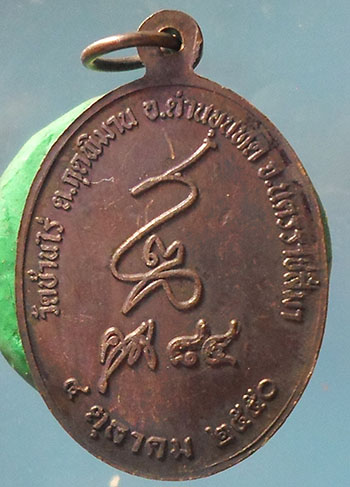 วัดบ้านไร่ ต.กุดพิมาน อ.ด่านขุนทด จ.นครราชสีมา
๘๔
๔ ตุลาคม ๒๕๕๐